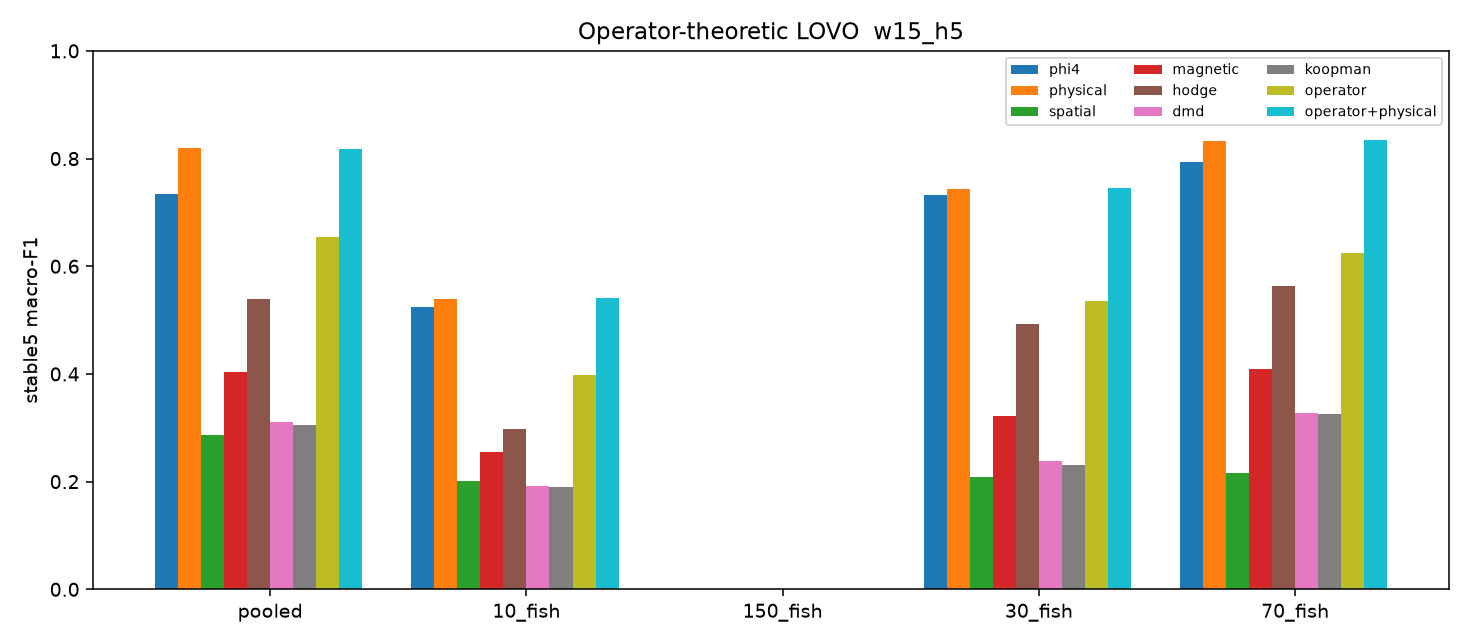 Operator-theoretic LOVO w15_h5
phi4 magnetic koopman
physical hodge operator
spatial dmd operator+physical
stable5 macro-F1
1.0
0.8
0.6
0.4
0.2
0.0
pooled 10_fish 150_fish 30_fish 70_fish